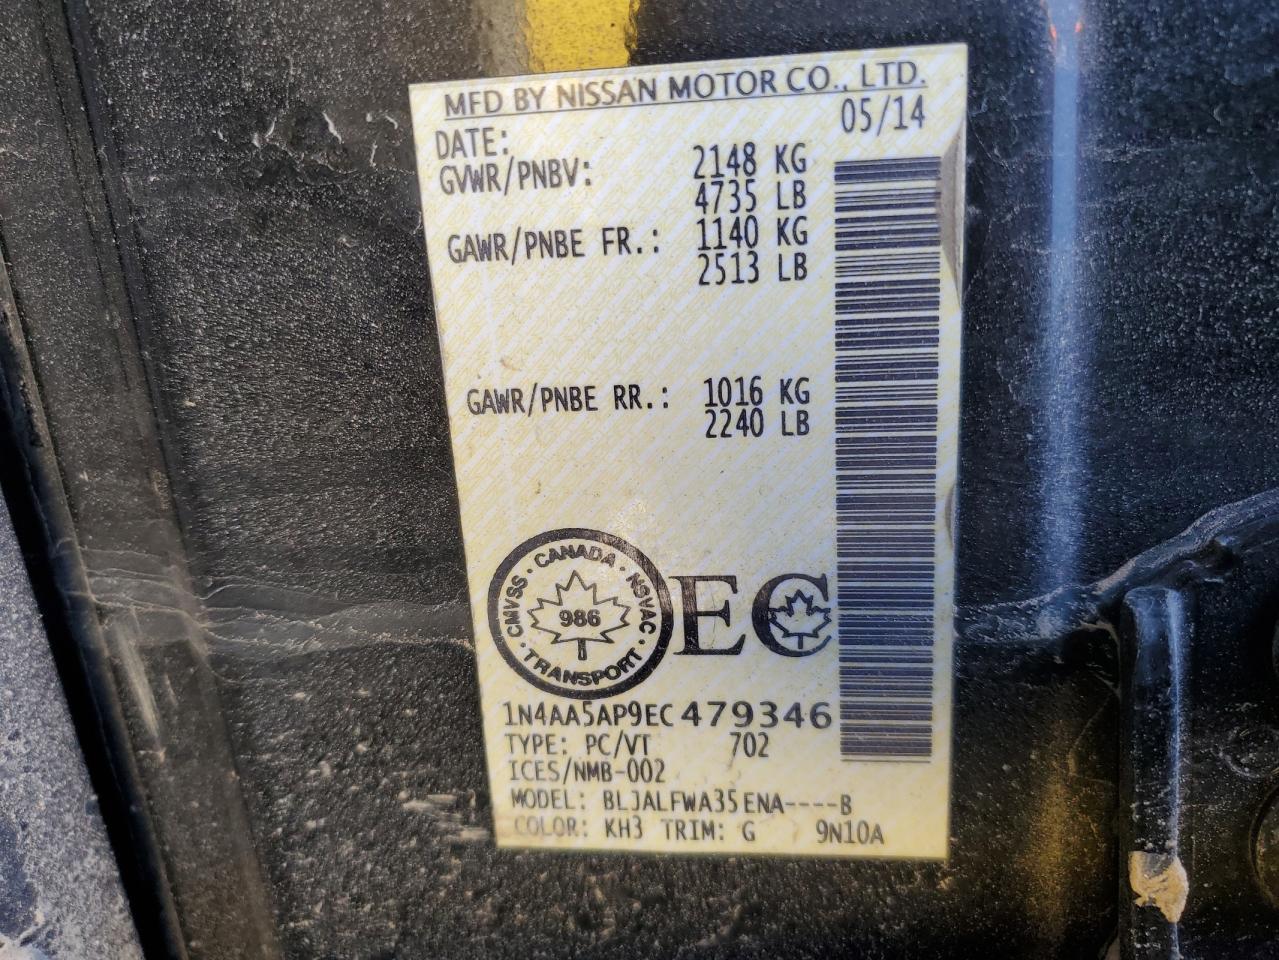 MFD BY NISSAN MOTOR CO., LTD.
DATE: 05/14
GVWR/PNBV: 2148 KG
4735 LB
GAWR/PNBE FR.: 1140 KG
2513 LB
GAWR/PNBE RR.: 1016 KG
2240 LB
CANADA · NSVAC · TRANSPORT · CMVSS ·
986
EC
1N4AA5AP9EC479346
TYPE: PC/VT 702
ICES/NMB-002
MODEL: BLJALFWA35ENA----B
COLOR: KH3 TRIM: G 9N10A